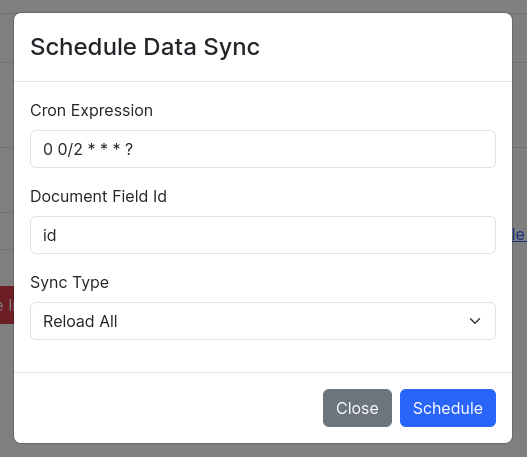 Schedule Data Sync
Cron Expression
0 0/2 * * * ?
Document Field Id
id
Sync Type
Reload All
Close Schedule